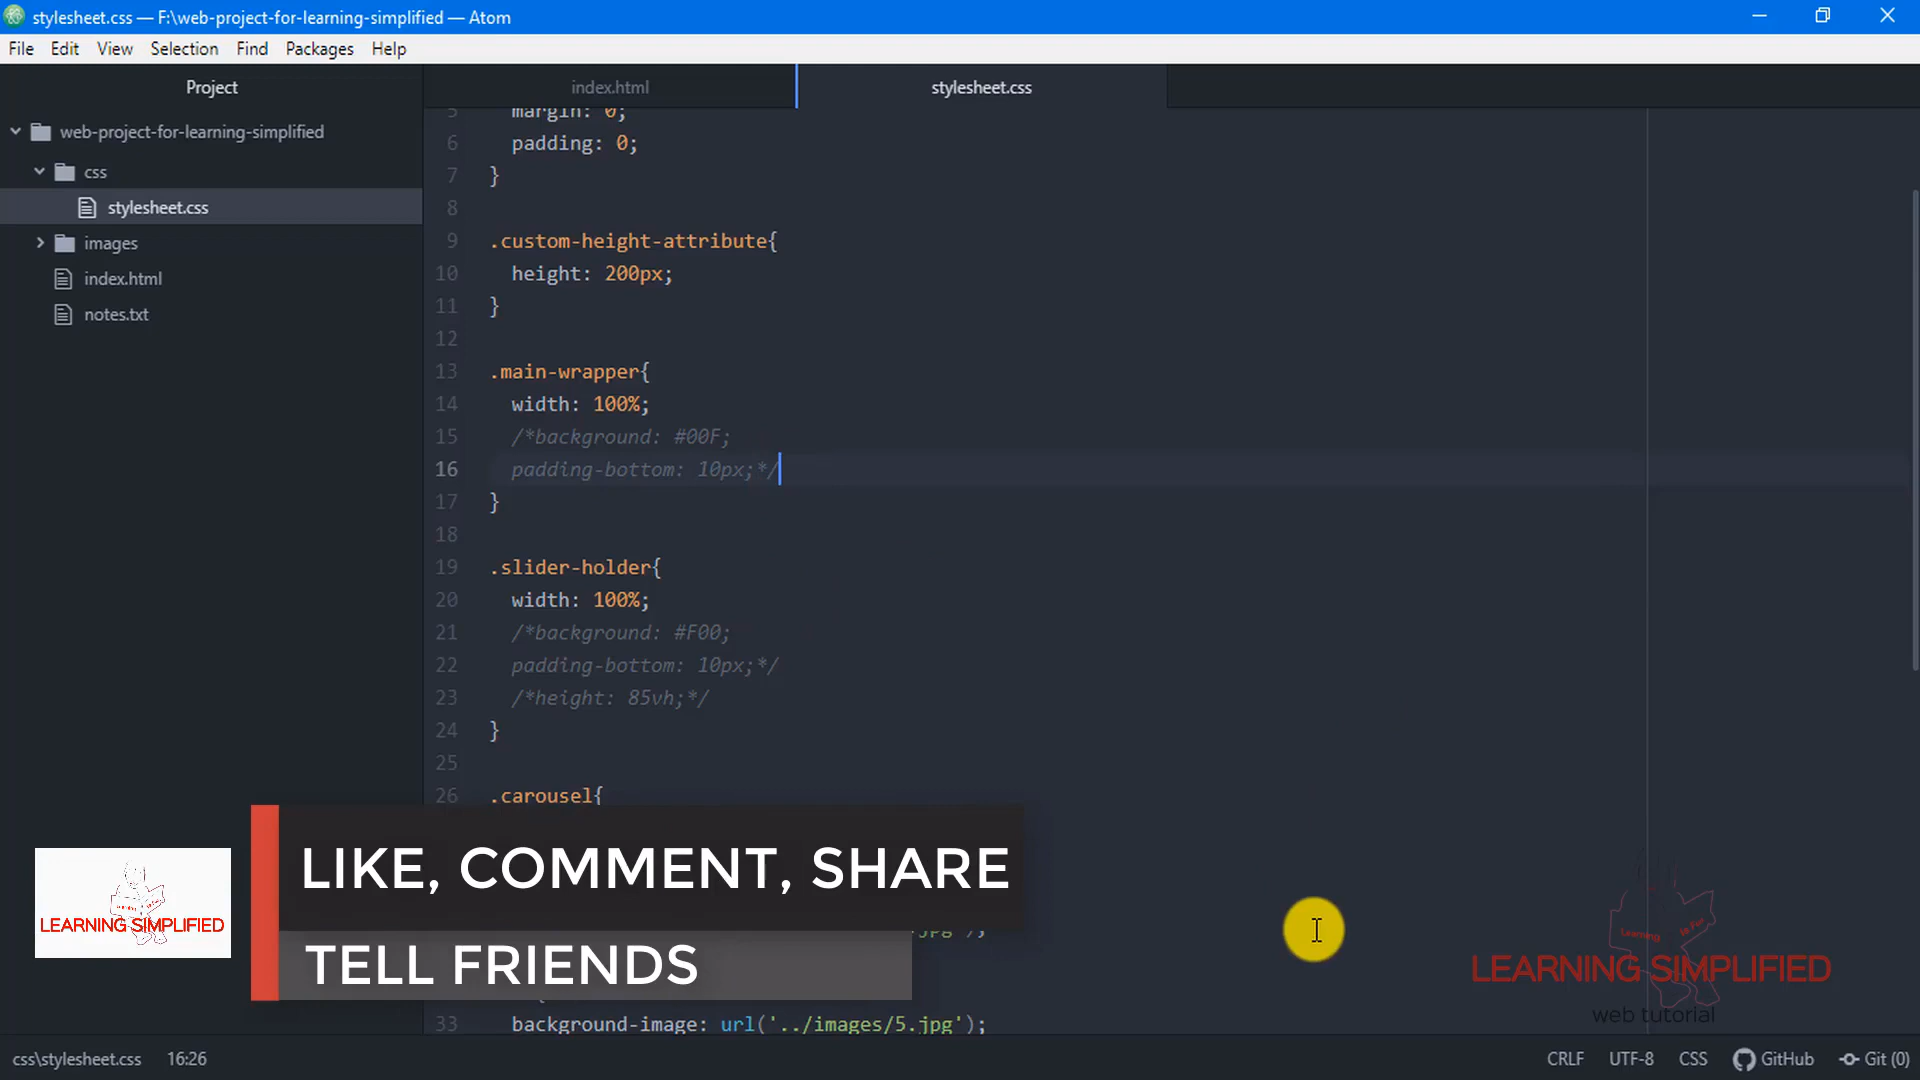 stylesheet.css — F:\web-project-for-learning-simplified — Atom
File Edit View Selection Find Packages Help
Project
index.html
stylesheet.css
web-project-for-learning-simplified
css
stylesheet.css
images
index.html
notes.txt
5 margin: 0;
6 padding: 0;
7 }
8
9 .custom-height-attribute{
10 height: 200px;
11 }
12
13 .main-wrapper{
14 width: 100%;
15 /*background: #00F;
16 padding-bottom: 10px;*/
17 }
18
19 .slider-holder{
20 width: 100%;
21 /*background: #F00;
22 padding-bottom: 10px;*/
23 /*height: 85vh;*/
24 }
25
26 .carousel{
33 background-image: url('../images/5.jpg');
LEARNING SIMPLIFIED
LIKE, COMMENT, SHARE
TELL FRIENDS
LEARNING SIMPLIFIED
web tutorial
css\stylesheet.css 16:26
CRLF UTF-8 CSS GitHub Git (0)